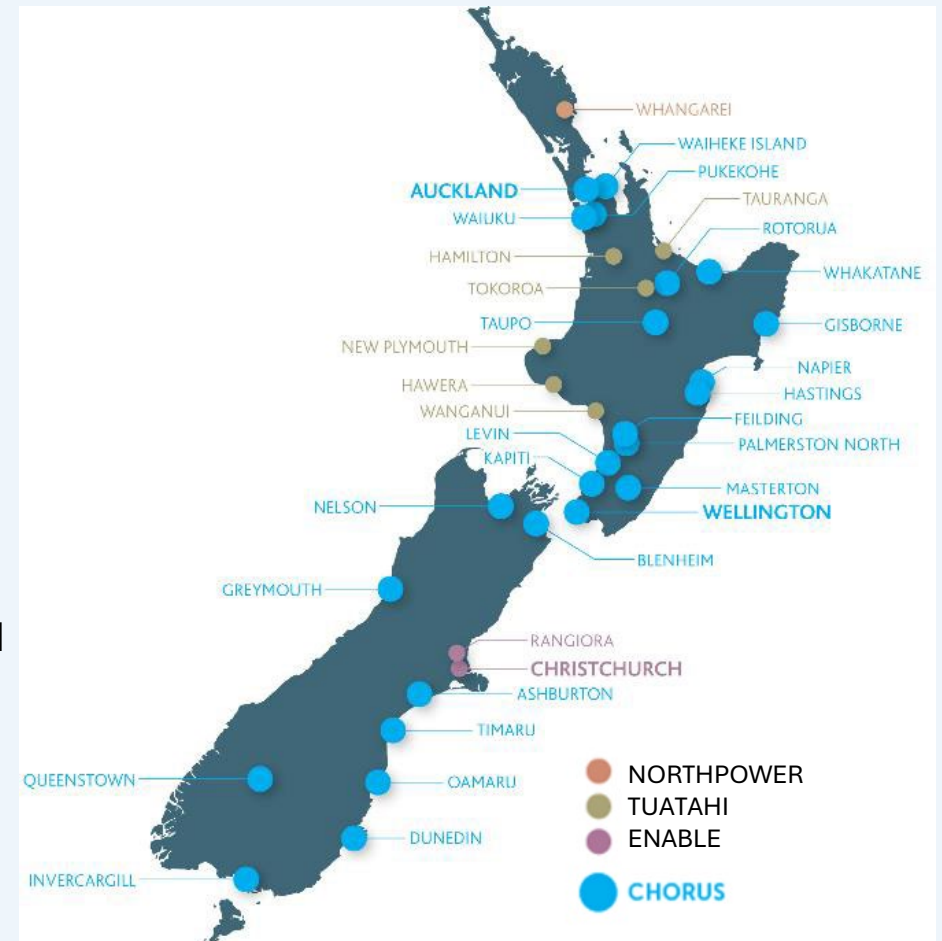 WHANGAREI
WAIHEKE ISLAND
PUKEKOHE
AUCKLAND
TAURANGA
WAIUKU
ROTORUA
HAMILTON
WHAKATANE
TOKOROA
TAUPO
GISBORNE
NEW PLYMOUTH
NAPIER
HAWERA
HASTINGS
WANGANUI
FEILDING
LEVIN
PALMERSTON NORTH
KAPITI
MASTERTON
NELSON
WELLINGTON
BLENHEIM
GREYMOUTH
RANGIORA
CHRISTCHURCH
ASHBURTON
TIMARU
QUEENSTOWN
OAMARU
DUNEDIN
INVERCARGILL
NORTHPOWER
TUATAHI
ENABLE
CHORUS